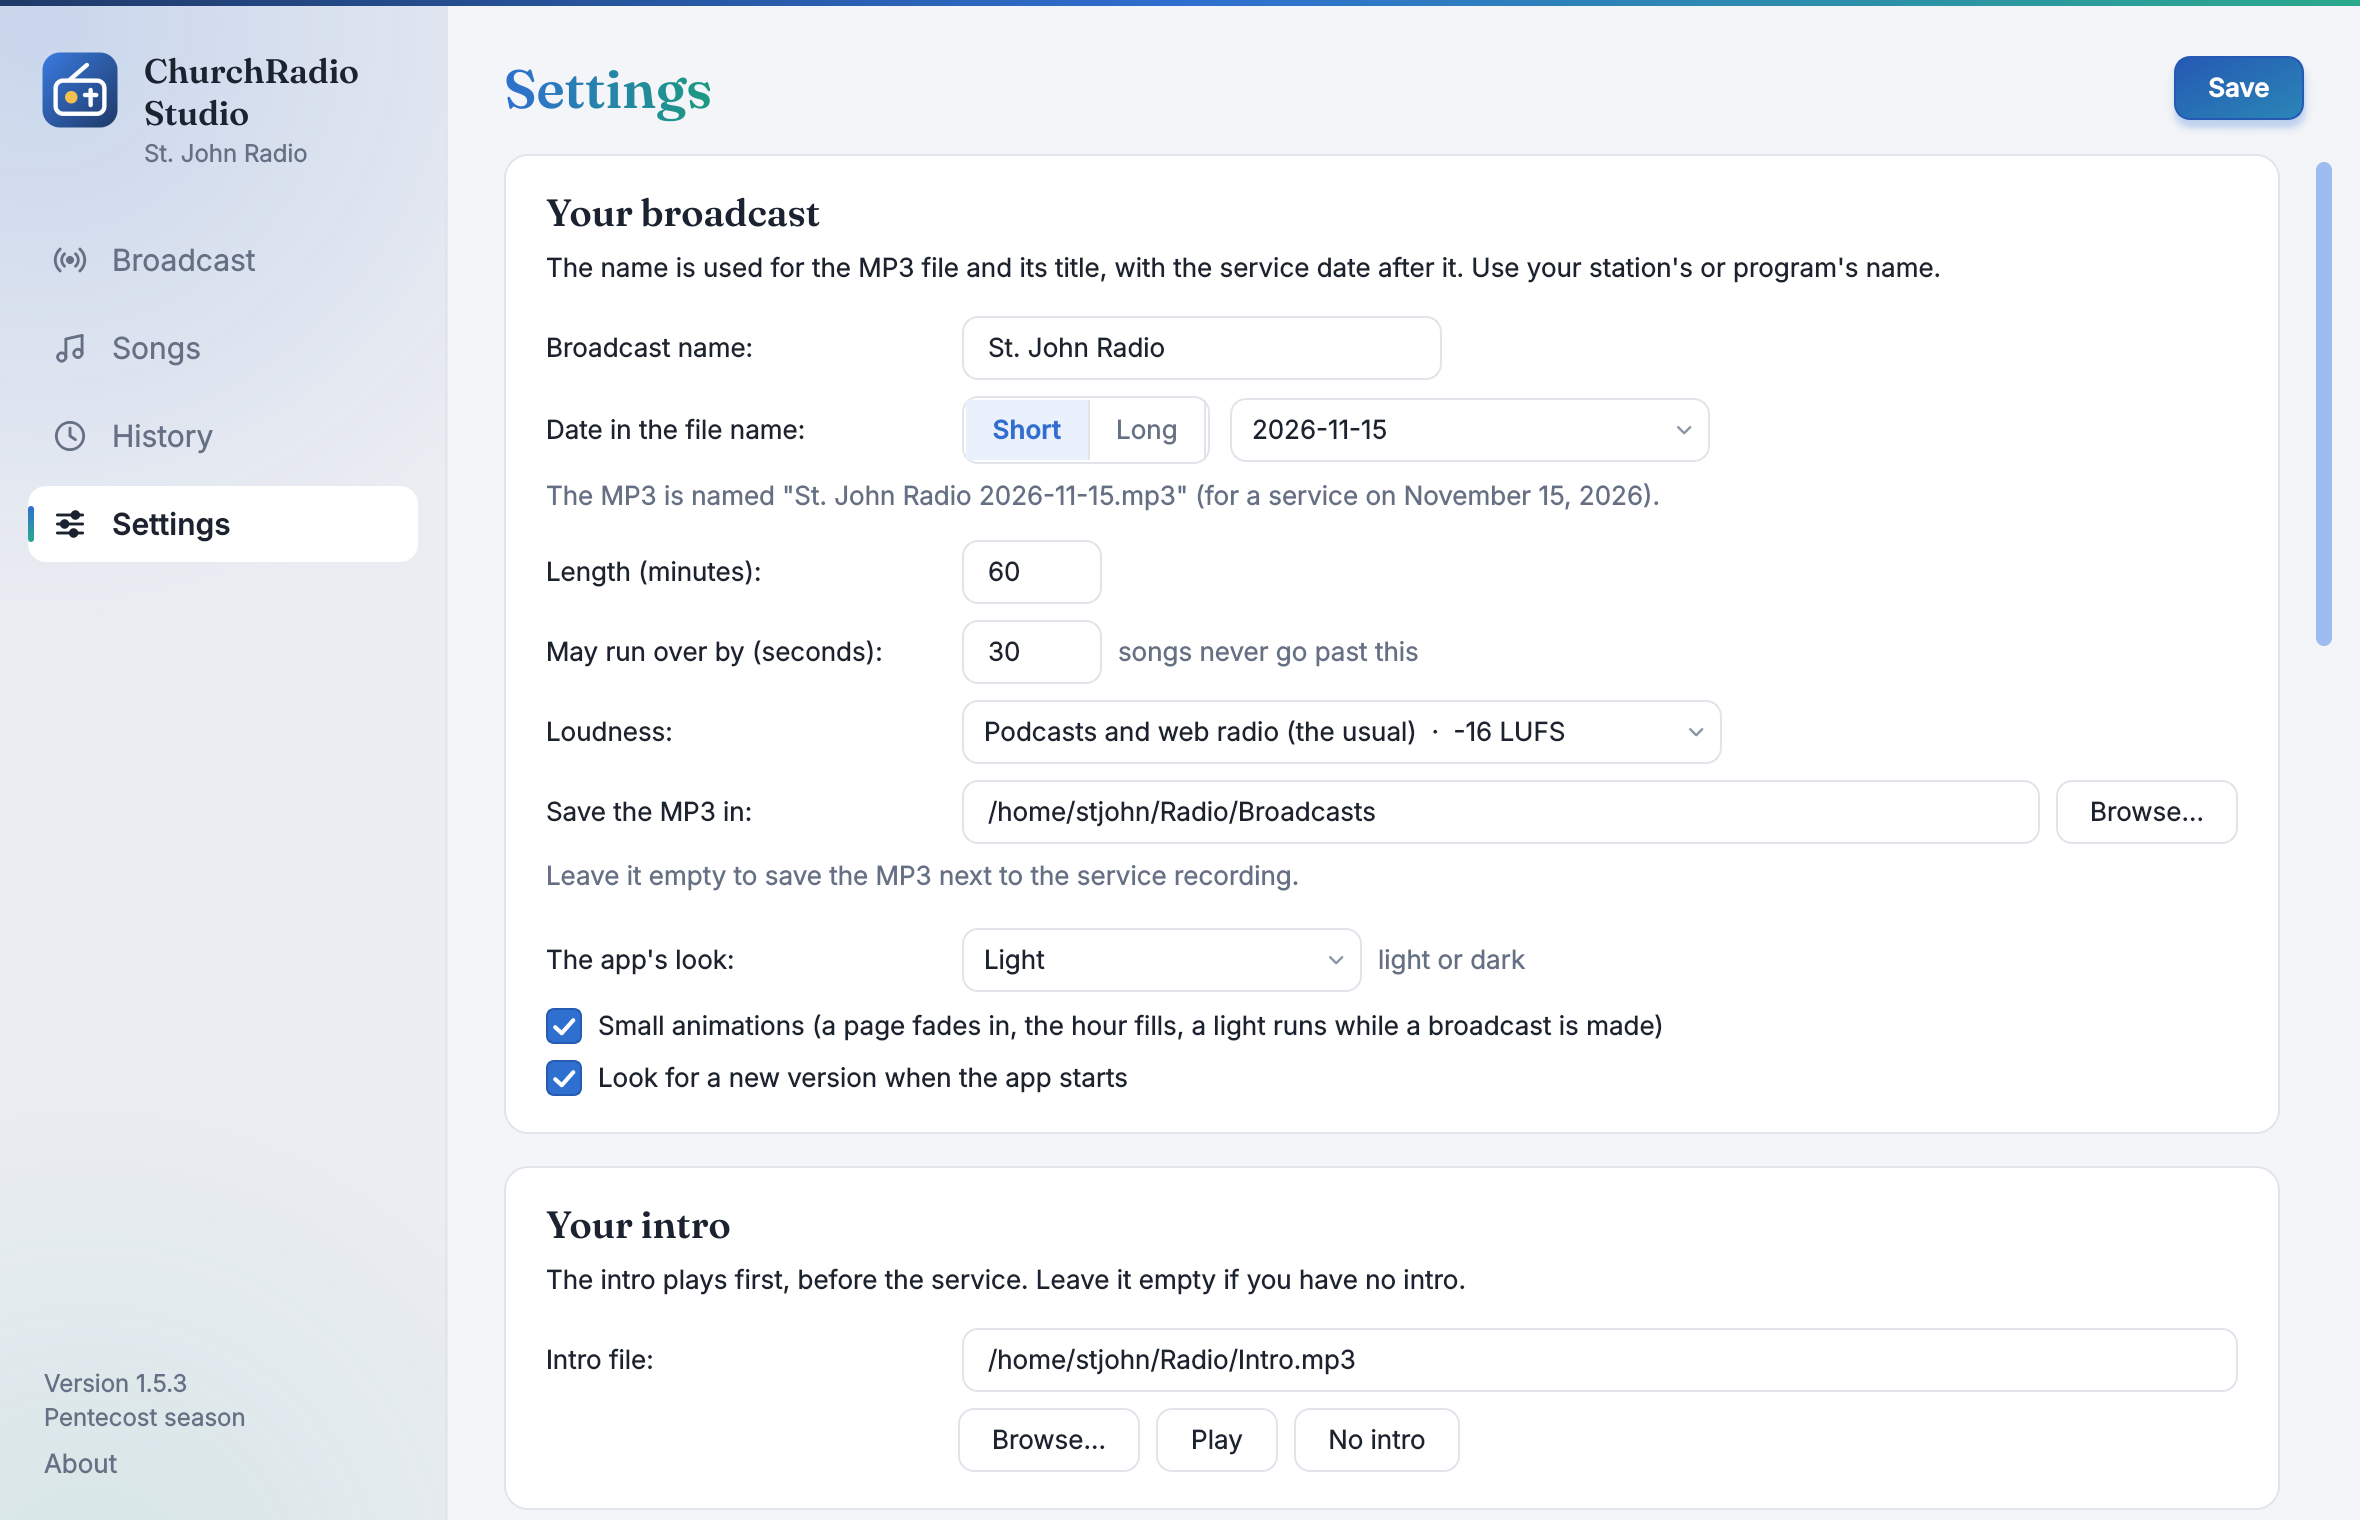 ChurchRadio
Studio
St. John Radio
Broadcast
Songs
History
Settings
Version 1.5.3
Pentecost season
About
Settings
Save
Your broadcast
The name is used for the MP3 file and its title, with the service date after it. Use your station's or program's name.
Broadcast name: St. John Radio
Date in the file name: Short Long 2026-11-15
The MP3 is named "St. John Radio 2026-11-15.mp3" (for a service on November 15, 2026).
Length (minutes): 60
May run over by (seconds): 30 songs never go past this
Loudness: Podcasts and web radio (the usual) · -16 LUFS
Save the MP3 in: /home/stjohn/Radio/Broadcasts Browse...
Leave it empty to save the MP3 next to the service recording.
The app's look: Light light or dark
Small animations (a page fades in, the hour fills, a light runs while a broadcast is made)
Look for a new version when the app starts
Your intro
The intro plays first, before the service. Leave it empty if you have no intro.
Intro file: /home/stjohn/Radio/Intro.mp3
Browse... Play No intro